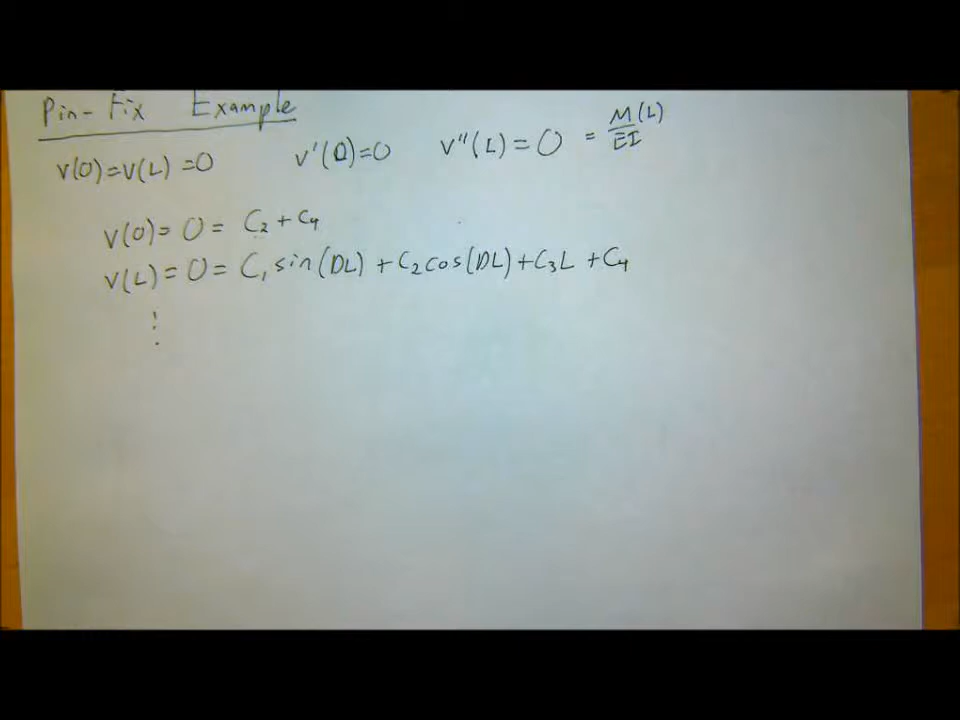 Pin-Fix Example
v(0)=v(L)=0 v'(0)=0 v''(L)=0 = M(L)/EI
v(0)=0= C₂+C₄
v(L)=0= C₁sin(DL)+C₂cos(DL)+C₃L+C₄
⋮